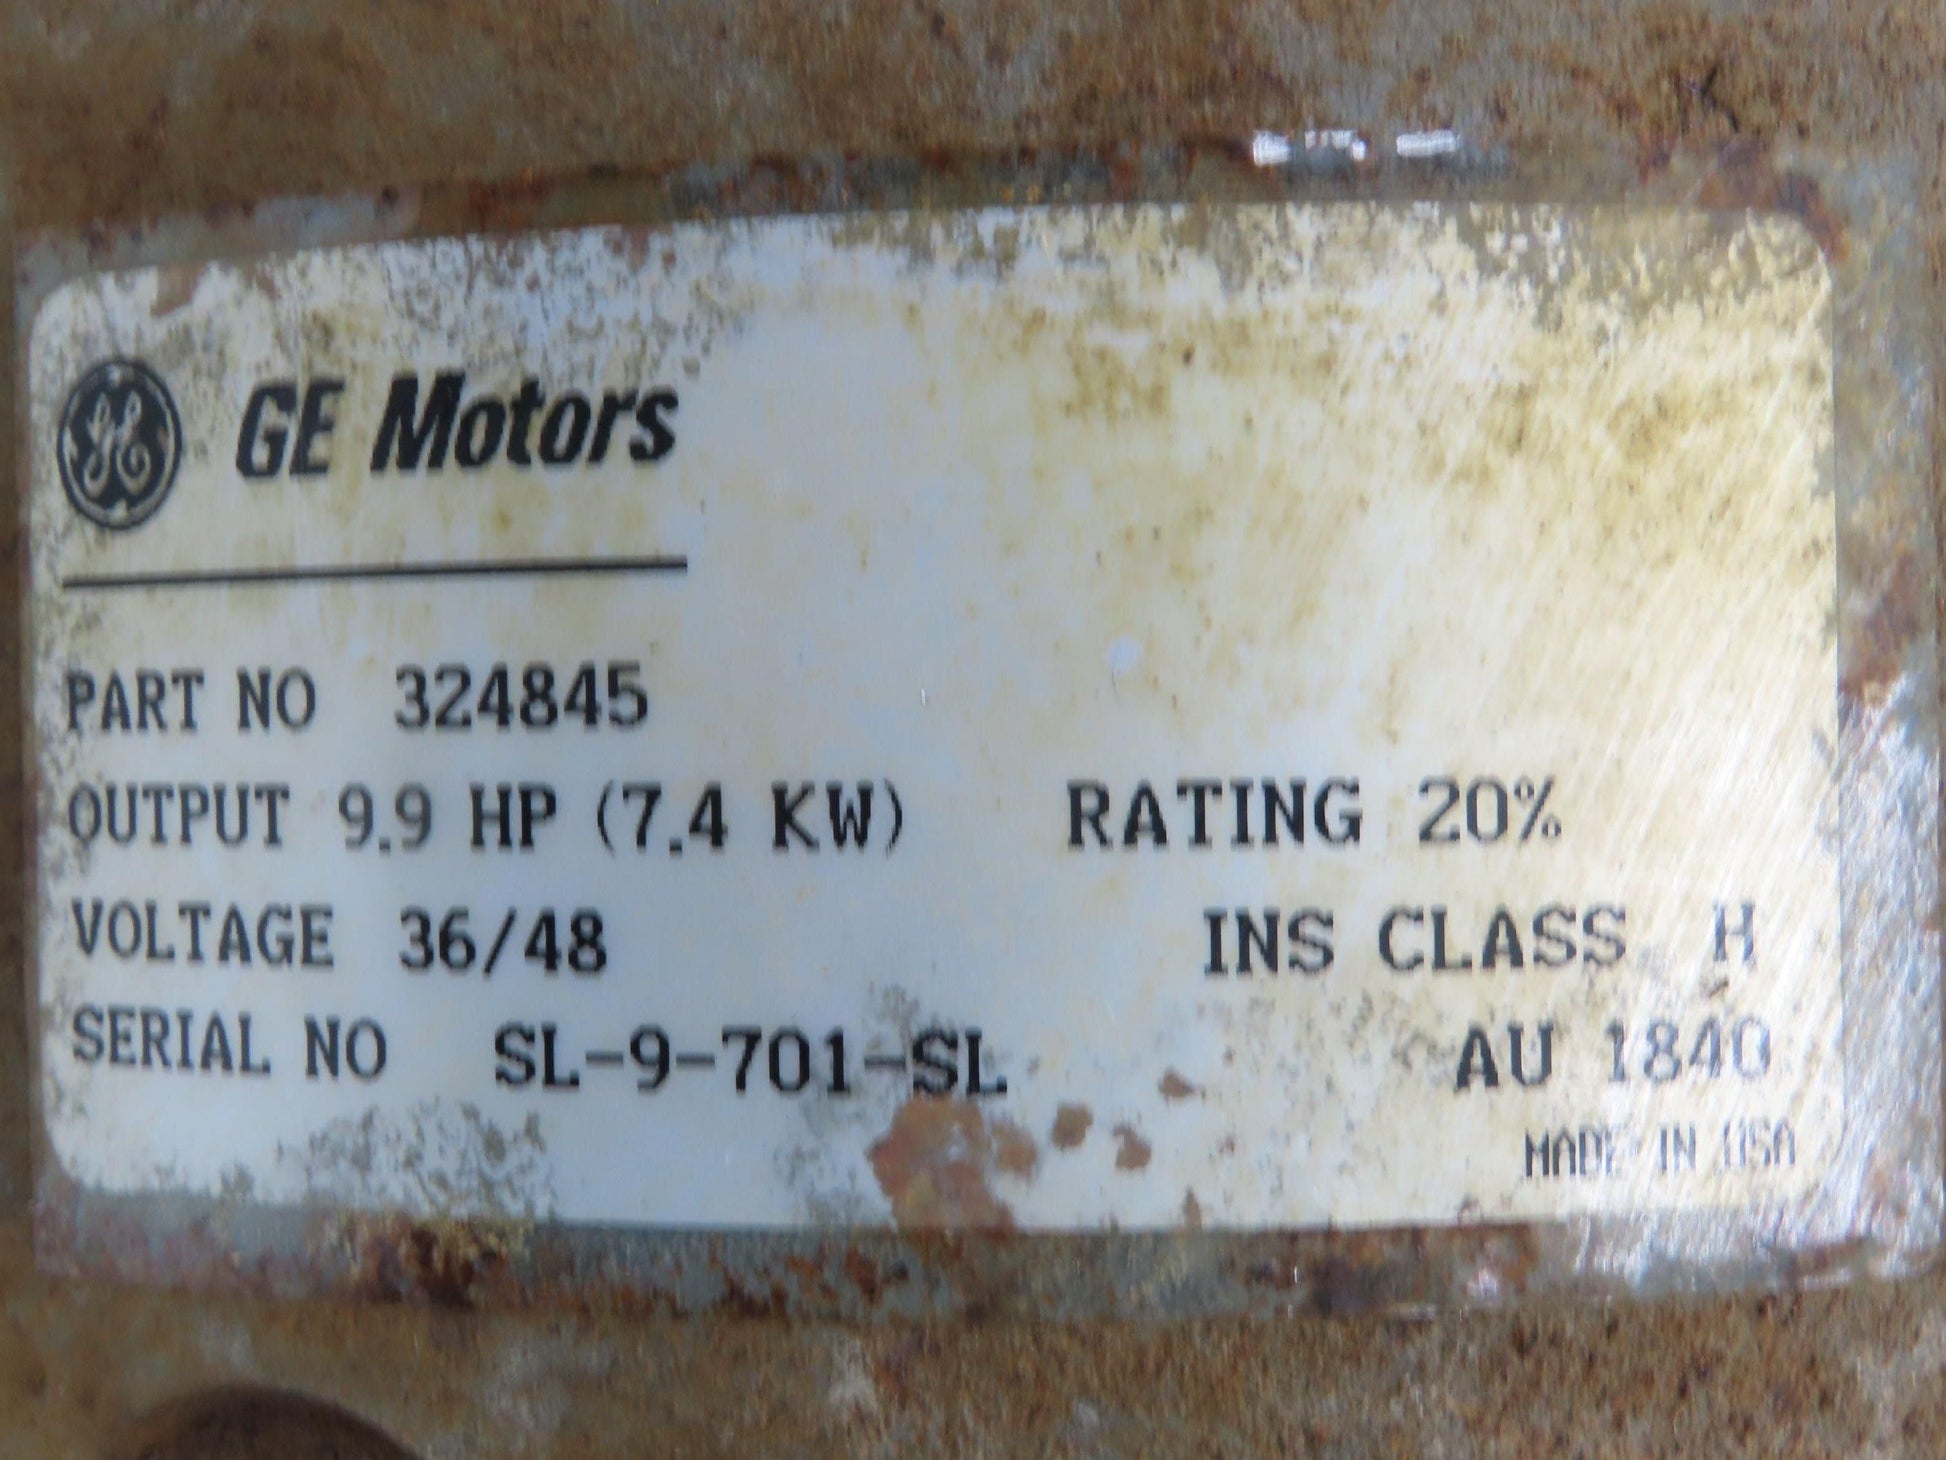 GE Motors
PART NO 324845
OUTPUT 9.9 HP (7.4 KW) RATING 20%
VOLTAGE 36/48 INS CLASS H
SERIAL NO SL-9-701-SL AU 1840
MADE IN USA